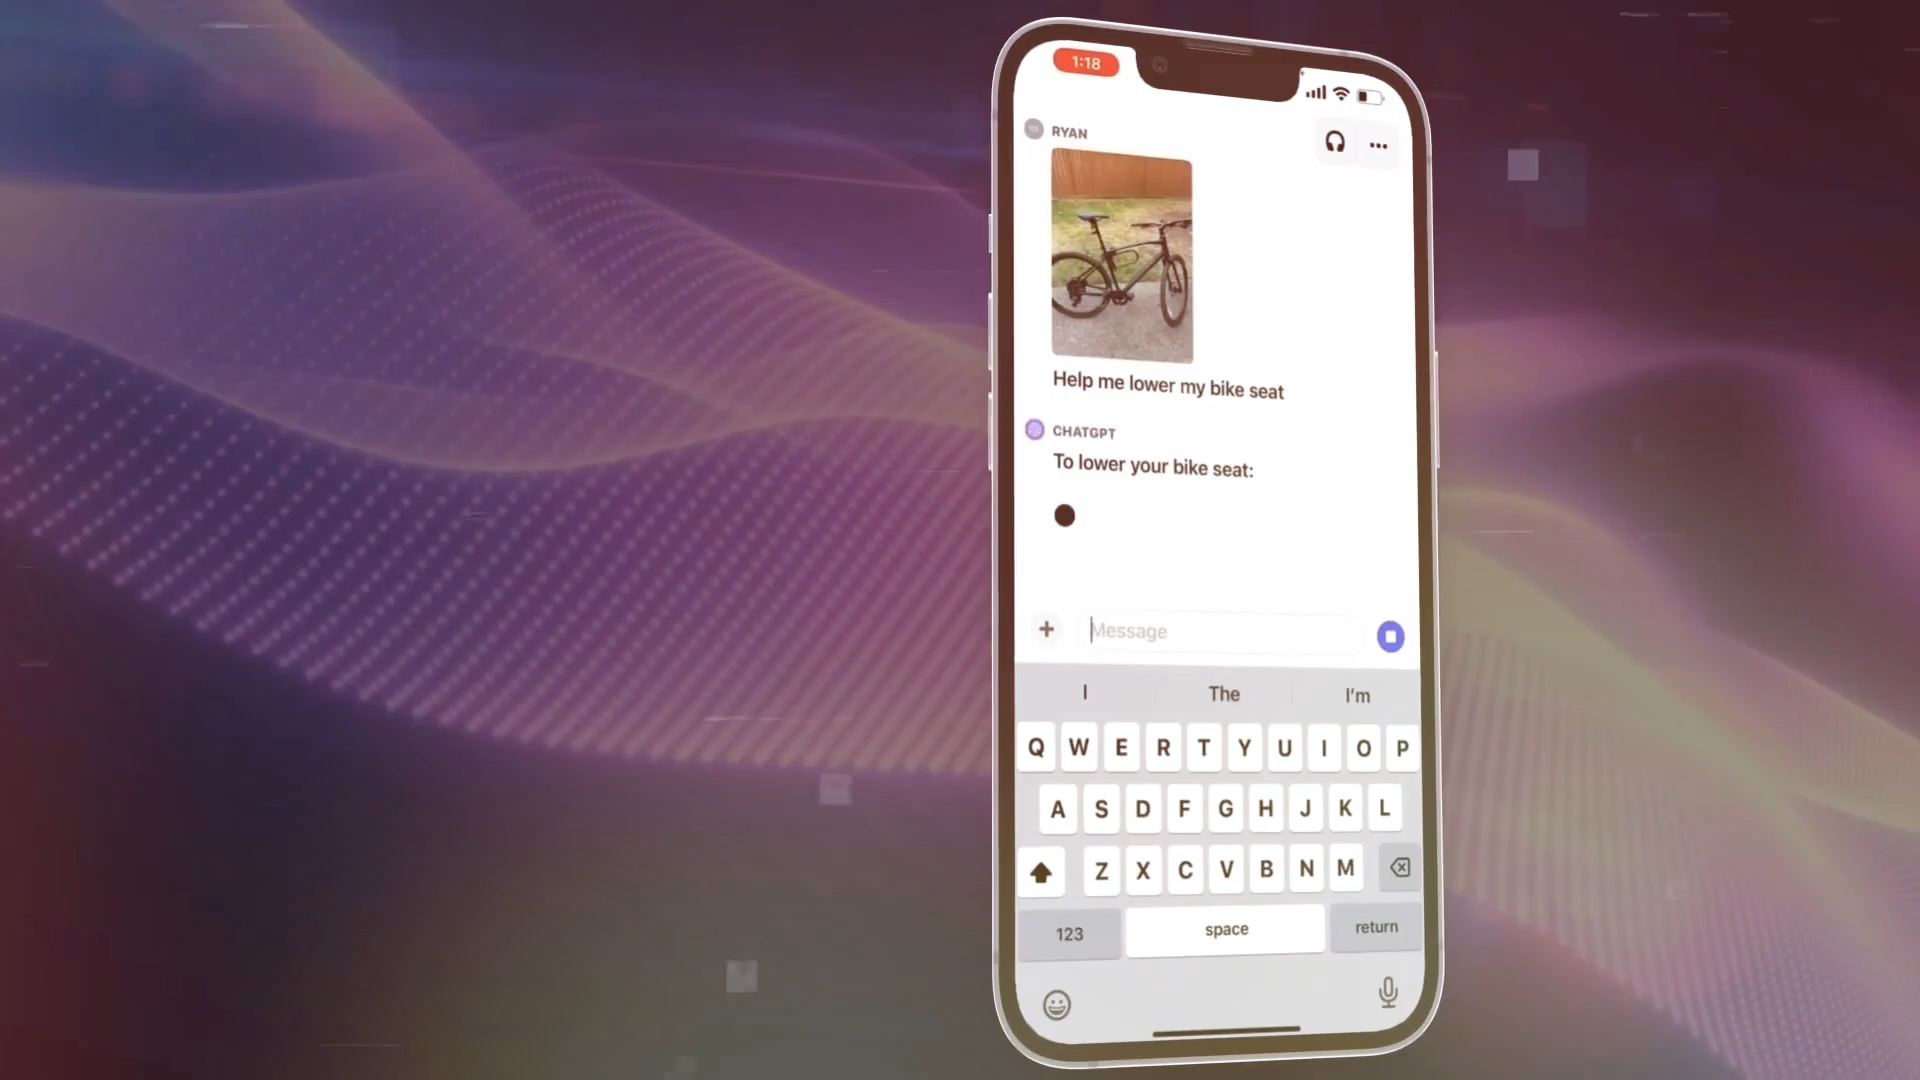 1:18
RYAN
Help me lower my bike seat
CHATGPT
To lower your bike seat:
Message
I The I'm
Q W E R T Y U I O P
A S D F G H J K L
Z X C V B N M
123 space return